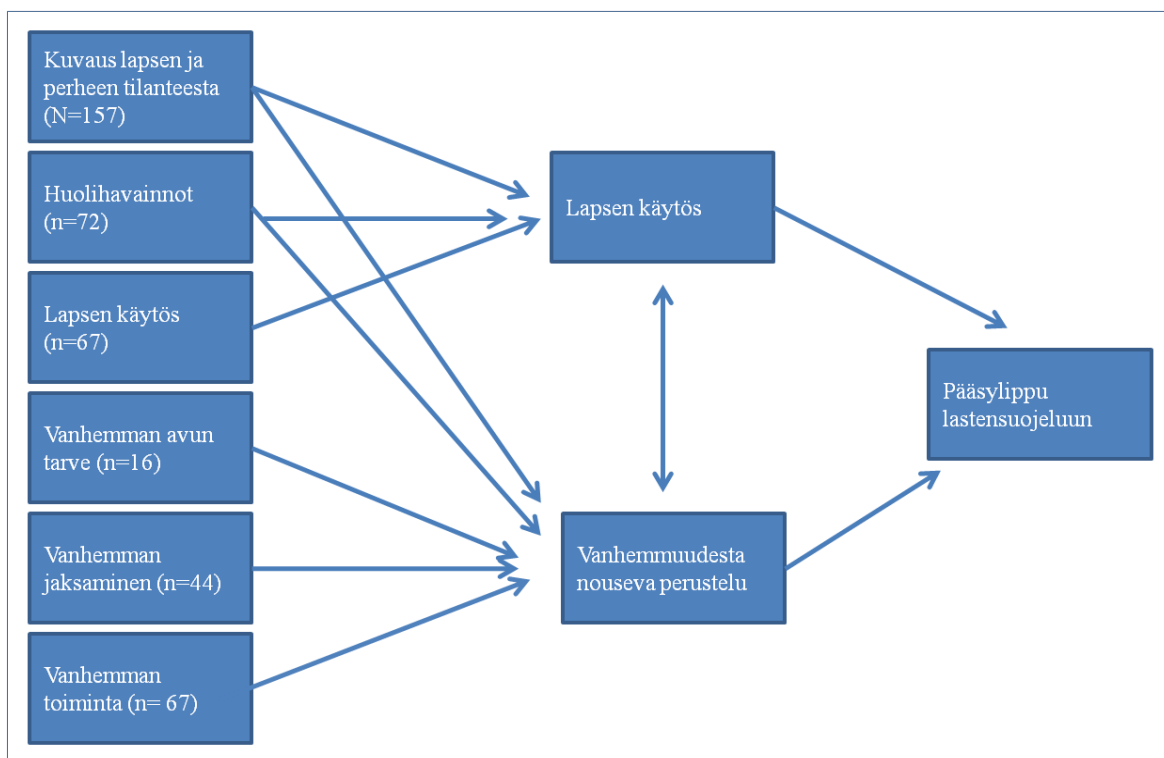 Kuvaus lapsen ja
perheen tilanteesta
(N=157)
Huolihavainnot
(n=72)
Lapsen käytös
(n=67)
Vanhemman avun
tarve (n=16)
Vanhemman
jaksaminen (n=44)
Vanhemman
toiminta (n= 67)
Lapsen käytös
Vanhemmuudesta
nouseva perustelu
Pääsylippu
lastensuojeluun